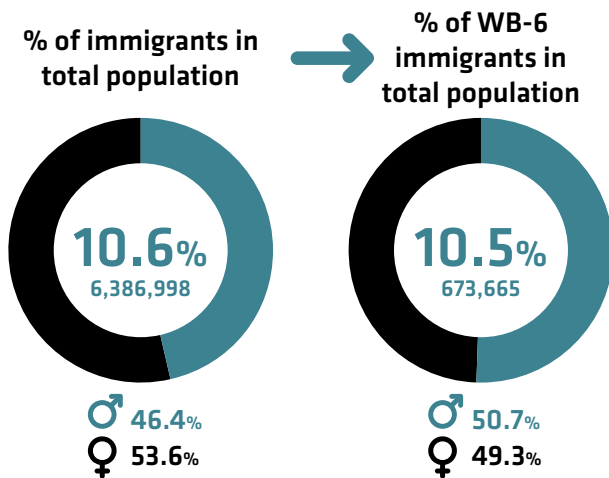 % of immigrants in
total population
% of WB-6
immigrants in
total population
10.6%
6,386,998
10.5%
673,665
♂ 46.4%
♀ 53.6%
♂ 50.7%
♀ 49.3%